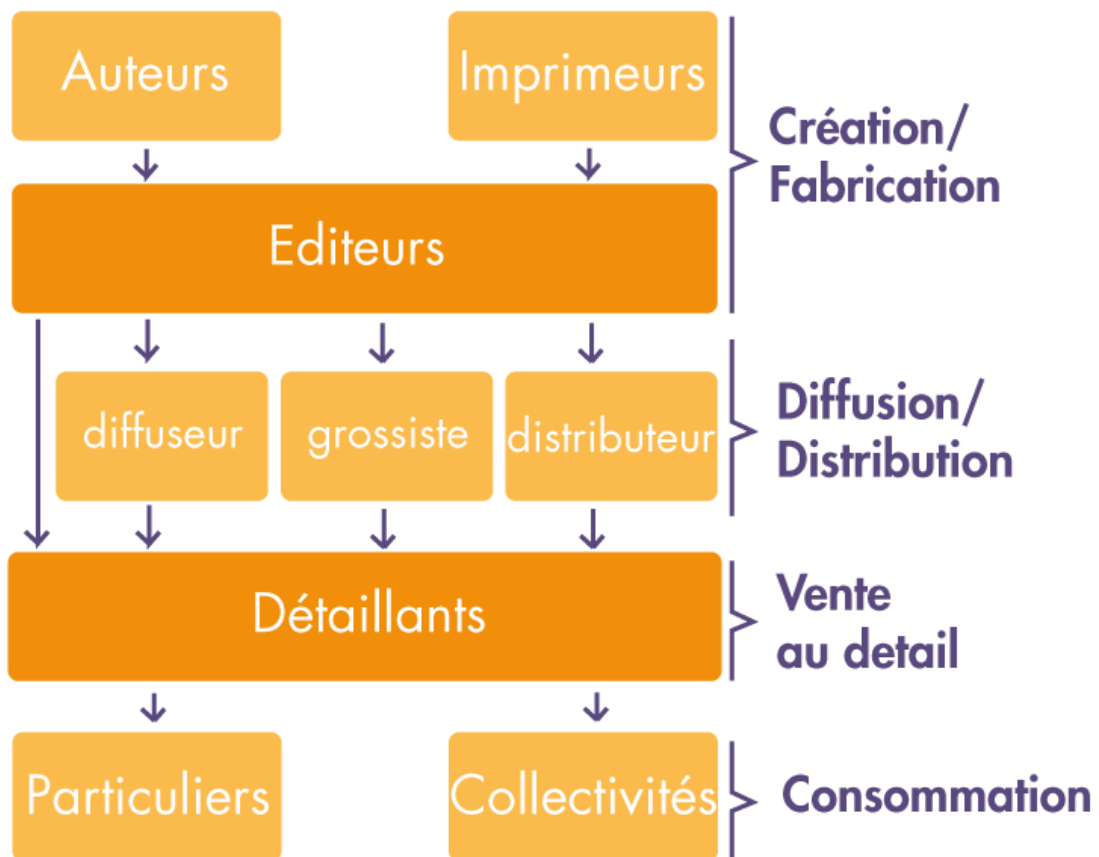 Auteurs
Imprimeurs
Création/
Fabrication
Editeurs
diffuseur
grossiste
distributeur
Diffusion/
Distribution
Détaillants
Vente
au detail
Particuliers
Collectivités
Consommation